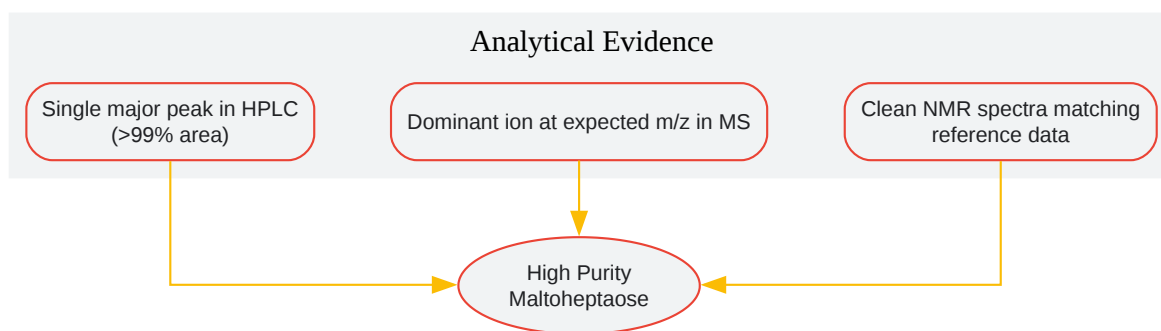 Analytical Evidence
Single major peak in HPLC
(>99% area)
Dominant ion at expected m/z in MS
Clean NMR spectra matching
reference data
High Purity
Maltoheptaose